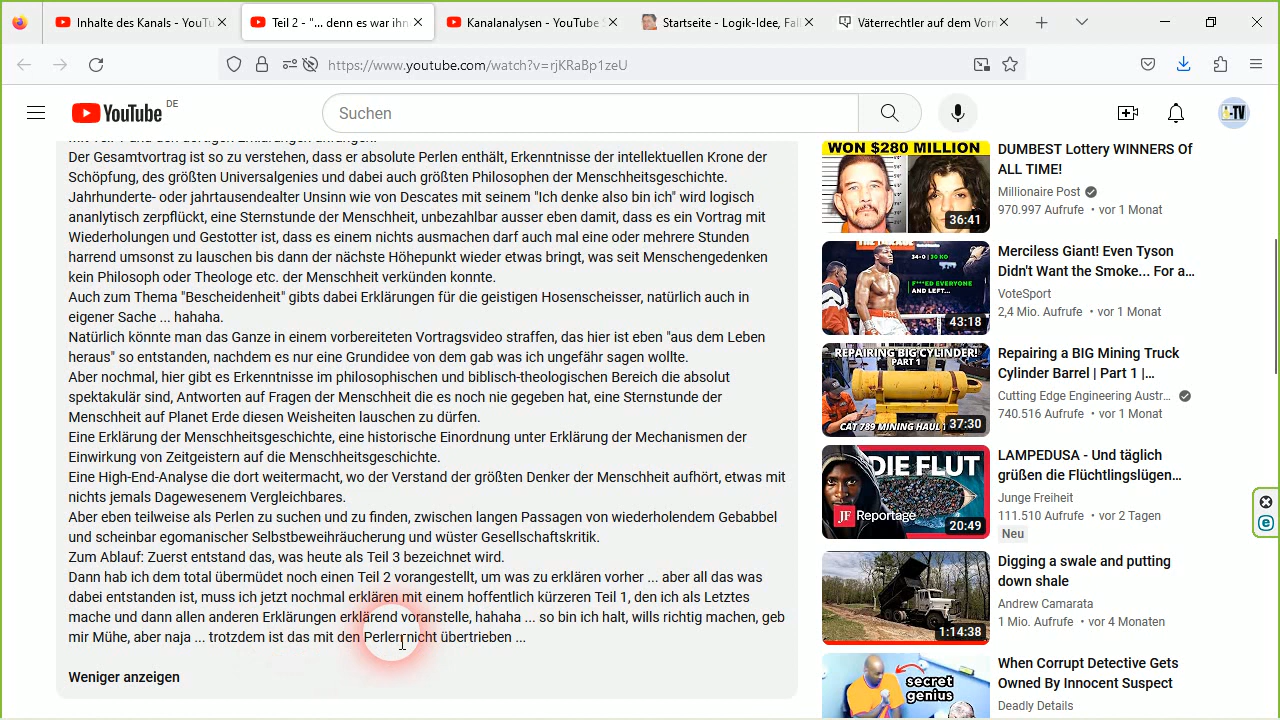 Inhalte des Kanals - YouTu
Teil 2 - "... denn es war ihr
Kanalanalysen - YouTube S
Startseite - Logik-Idee, Fal
Väterrechtler auf dem Vorr
https://www.youtube.com/watch?v=rjKRaBp1zeU
YouTube DE
Suchen
Der Gesamtvortrag ist so zu verstehen, dass er absolute Perlen enthält, Erkenntnisse der intellektuellen Krone der
Schöpfung, des größten Universalgenies und dabei auch größten Philosophen der Menschheitsgeschichte.
Jahrhunderte- oder jahrtausendealter Unsinn wie von Descates mit seinem "Ich denke also bin ich" wird logisch
ananlytisch zerpflückt, eine Sternstunde der Menschheit, unbezahlbar ausser eben damit, dass es ein Vortrag mit
Wiederholungen und Gestotter ist, dass es einem nichts ausmachen darf auch mal eine oder mehrere Stunden
harrend umsonst zu lauschen bis dann der nächste Höhepunkt wieder etwas bringt, was seit Menschengedenken
kein Philosoph oder Theologe etc. der Menschheit verkünden konnte.
Auch zum Thema "Bescheidenheit" gibts dabei Erklärungen für die geistigen Hosenscheisser, natürlich auch in
eigener Sache ... hahaha.
Natürlich könnte man das Ganze in einem vorbereiteten Vortragsvideo straffen, das hier ist eben "aus dem Leben
heraus" so entstanden, nachdem es nur eine Grundidee von dem gab was ich ungefähr sagen wollte.
Aber nochmal, hier gibt es Erkenntnisse im philosophischen und biblisch-theologischen Bereich die absolut
spektakulär sind, Antworten auf Fragen der Menschheit die es noch nie gegeben hat, eine Sternstunde der
Menschheit auf Planet Erde diesen Weisheiten lauschen zu dürfen.
Eine Erklärung der Menschheitsgeschichte, eine historische Einordnung unter Erklärung der Mechanismen der
Einwirkung von Zeitgeistern auf die Menschheitsgeschichte.
Eine High-End-Analyse die dort weitermacht, wo der Verstand der größten Denker der Menschheit aufhört, etwas mit
nichts jemals Dagewesenem Vergleichbares.
Aber eben teilweise als Perlen zu suchen und zu finden, zwischen langen Passagen von wiederholendem Gebabbel
und scheinbar egomanischer Selbstbeweihräucherung und wüster Gesellschaftskritik.
Zum Ablauf: Zuerst entstand das, was heute als Teil 3 bezeichnet wird.
Dann hab ich dem total übermüdet noch einen Teil 2 vorangestellt, um was zu erklären vorher ... aber all das was
dabei entstanden ist, mass ich jetzt nochmal erklären mit einem hoffentlich kürzeren Teil 1, den ich als Letztes
mache und dann allen anderen Erklärungen erklärend voranstelle, hahaha ... so bin ich halt, wills richtig machen, geb
mir Mühe, aber naja ... trotzdem ist das mit den Perlen nicht übertrieben ...
Weniger anzeigen
WON $280 MILLION
36:41
DUMBEST Lottery WINNERS Of
ALL TIME!
Millionaire Post
970.997 Aufrufe • vor 1 Monat
34-0 | 30 KO
F***ED EVERYONE
AND LEFT...
43:18
Merciless Giant! Even Tyson
Didn't Want the Smoke... For a...
VoteSport
2,4 Mio. Aufrufe • vor 1 Monat
REPAIRING BIG CYLINDER!
PART 1
CAT 789 MINING HAUL
37:30
Repairing a BIG Mining Truck
Cylinder Barrel | Part 1 |...
Cutting Edge Engineering Austr...
740.516 Aufrufe • vor 1 Monat
DIE FLUT
JF Reportage
20:49
LAMPEDUSA - Und täglich
grüßen die Flüchtlingslügen...
Junge Freiheit
111.510 Aufrufe • vor 2 Tagen
Neu
1:14:38
Digging a swale and putting
down shale
Andrew Camarata
1 Mio. Aufrufe • vor 4 Monaten
secret
genius
When Corrupt Detective Gets
Owned By Innocent Suspect
Deadly Details